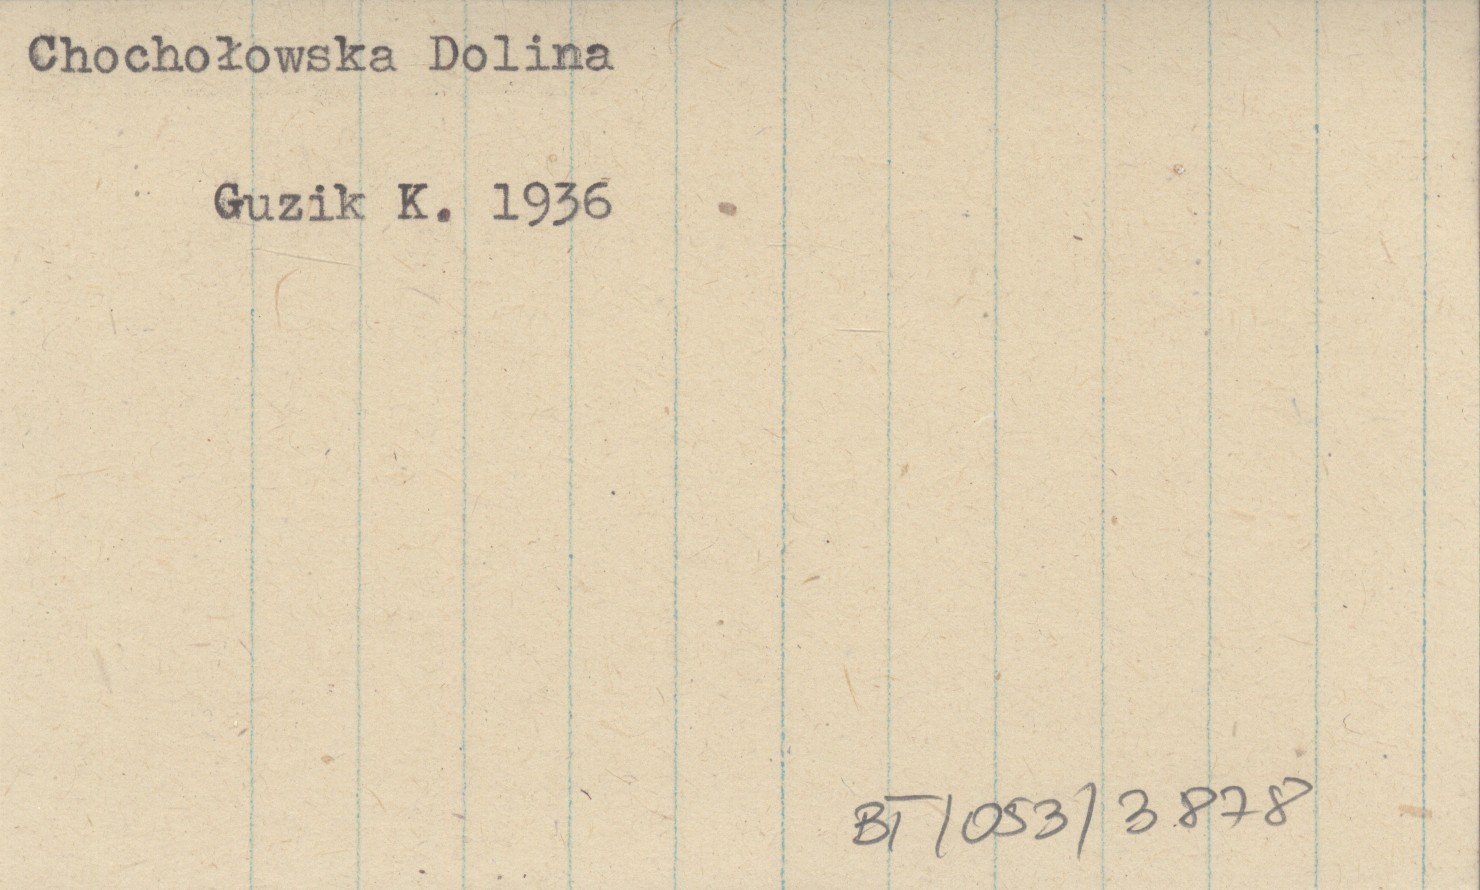 Chochołowska Dolina
Guzik K. 1936
BT/053/3878